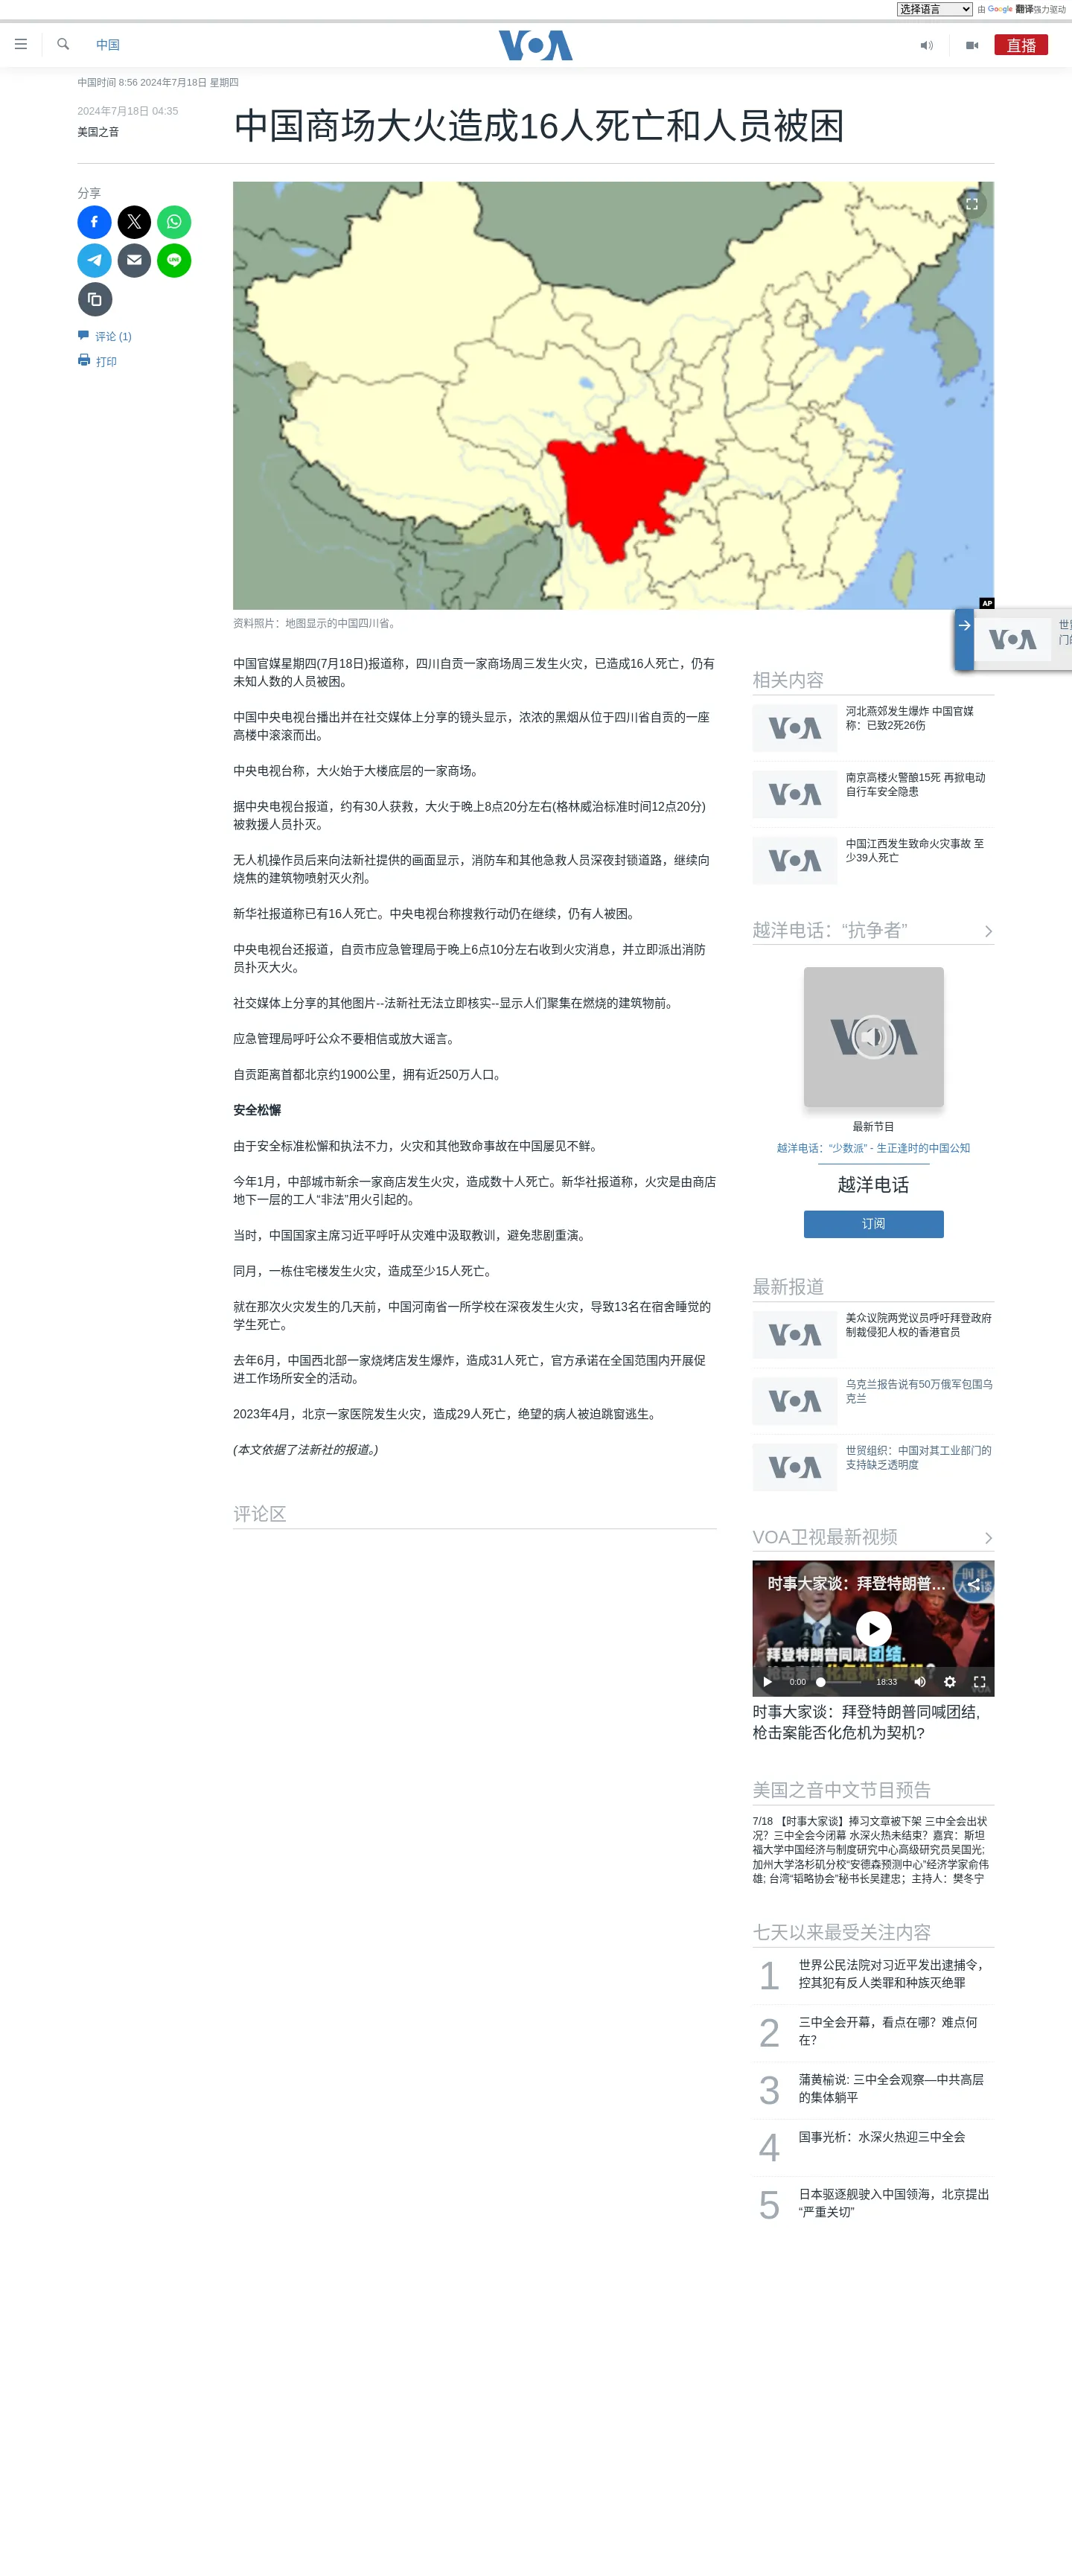 选择语言 由 Google 翻译强力驱动
中国
VOA
直播
中国时间 8:56 2024年7月18日 星期四
2024年7月18日 04:35
美国之音
中国商场大火造成16人死亡和人员被困
分享
评论 (1)
打印
AP
资料照片：地图显示的中国四川省。
中国官媒星期四(7月18日)报道称，四川自贡一家商场周三发生火灾，已造成16人死亡，仍有
未知人数的人员被困。
中国中央电视台播出并在社交媒体上分享的镜头显示，浓浓的黑烟从位于四川省自贡的一座
高楼中滚滚而出。
中央电视台称，大火始于大楼底层的一家商场。
据中央电视台报道，约有30人获救，大火于晚上8点20分左右(格林威治标准时间12点20分)
被救援人员扑灭。
无人机操作员后来向法新社提供的画面显示，消防车和其他急救人员深夜封锁道路，继续向
烧焦的建筑物喷射灭火剂。
新华社报道称已有16人死亡。中央电视台称搜救行动仍在继续，仍有人被困。
中央电视台还报道，自贡市应急管理局于晚上6点10分左右收到火灾消息，并立即派出消防
员扑灭大火。
社交媒体上分享的其他图片--法新社无法立即核实--显示人们聚集在燃烧的建筑物前。
应急管理局呼吁公众不要相信或放大谣言。
自贡距离首都北京约1900公里，拥有近250万人口。
安全松懈
由于安全标准松懈和执法不力，火灾和其他致命事故在中国屡见不鲜。
今年1月，中部城市新余一家商店发生火灾，造成数十人死亡。新华社报道称，火灾是由商店
地下一层的工人“非法”用火引起的。
当时，中国国家主席习近平呼吁从灾难中汲取教训，避免悲剧重演。
同月，一栋住宅楼发生火灾，造成至少15人死亡。
就在那次火灾发生的几天前，中国河南省一所学校在深夜发生火灾，导致13名在宿舍睡觉的
学生死亡。
去年6月，中国西北部一家烧烤店发生爆炸，造成31人死亡，官方承诺在全国范围内开展促
进工作场所安全的活动。
2023年4月，北京一家医院发生火灾，造成29人死亡，绝望的病人被迫跳窗逃生。
(本文依据了法新社的报道。)
评论区
VOA
相关内容
VOA
河北燕郊发生爆炸 中国官媒
称：已致2死26伤
VOA
南京高楼火警酿15死 再掀电动
自行车安全隐患
VOA
中国江西发生致命火灾事故 至
少39人死亡
越洋电话：“抗争者”
VOA
最新节目
越洋电话：“少数派” - 生正逢时的中国公知
越洋电话
订阅
最新报道
VOA
美众议院两党议员呼吁拜登政府
制裁侵犯人权的香港官员
VOA
乌克兰报告说有50万俄军包围乌
克兰
VOA
世贸组织：中国对其工业部门的
支持缺乏透明度
VOA卫视最新视频
时事大家谈：拜登特朗普…
时事
大家谈
拜登特朗普同喊团结,
0:00
18:33
时事大家谈：拜登特朗普同喊团结,
枪击案能否化危机为契机?
美国之音中文节目预告
7/18 【时事大家谈】捧习文章被下架 三中全会出状
况？三中全会今闭幕 水深火热未结束？嘉宾：斯坦
福大学中国经济与制度研究中心高级研究员吴国光;
加州大学洛杉矶分校“安德森预测中心”经济学家俞伟
雄; 台湾“韬略协会”秘书长吴建忠；主持人：樊冬宁
七天以来最受关注内容
1
世界公民法院对习近平发出逮捕令，
控其犯有反人类罪和种族灭绝罪
2
三中全会开幕，看点在哪？难点何
在？
3
蒲黄榆说: 三中全会观察—中共高层
的集体躺平
4
国事光析：水深火热迎三中全会
5
日本驱逐舰驶入中国领海，北京提出
“严重关切”